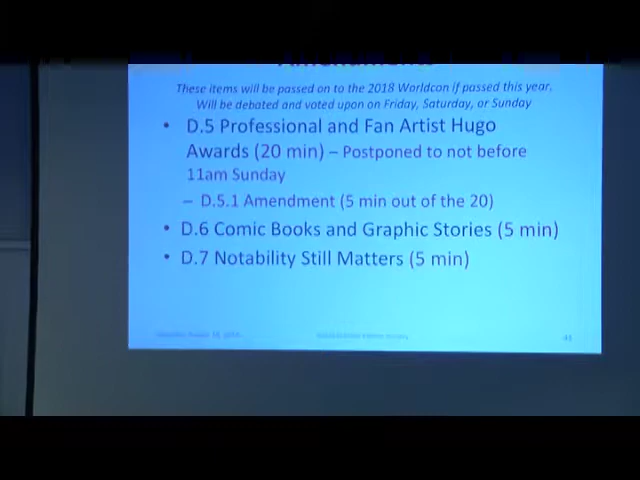 Amendments
These items will be passed on to the 2018 Worldcon if passed this year.
Will be debated and voted upon on Friday, Saturday, or Sunday
• D.5 Professional and Fan Artist Hugo
Awards (20 min) – Postponed to not before
11am Sunday
– D.5.1 Amendment (5 min out of the 20)
• D.6 Comic Books and Graphic Stories (5 min)
• D.7 Notability Still Matters (5 min)